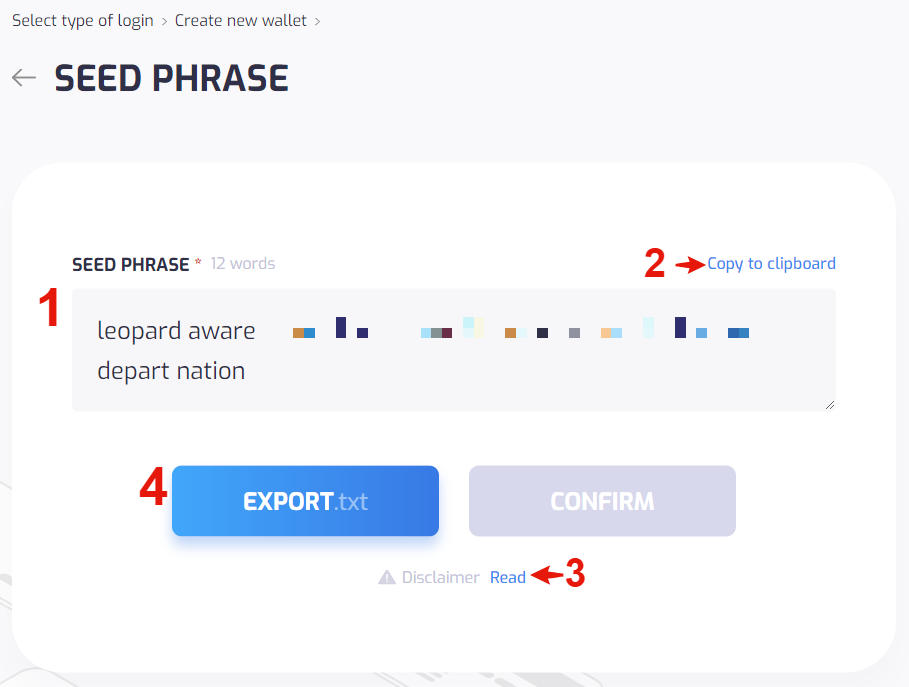 Select type of login > Create new wallet >
← SEED PHRASE
SEED PHRASE * 12 words
2 Copy to clipboard
1
leopard aware
depart nation
4 EXPORT.txt CONFIRM
Disclaimer Read 3